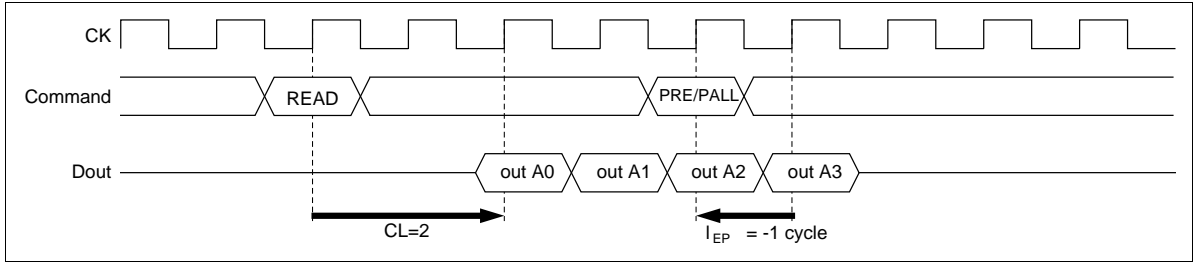 CK
Command READ PRE/PALL
Dout out A0 out A1 out A2 out A3
CL=2 lEP = -1 cycle